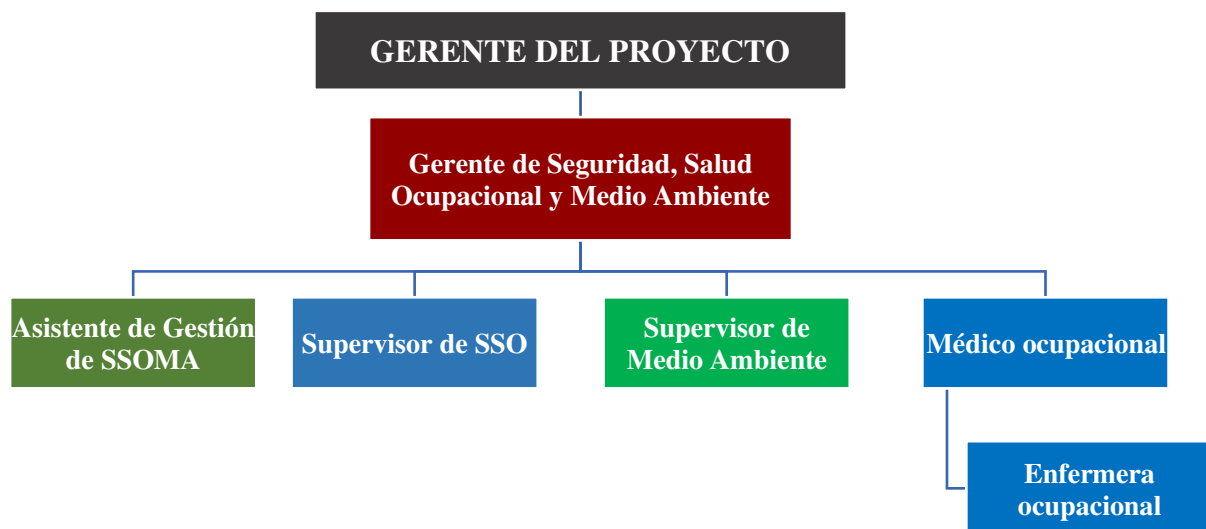 GERENTE DEL PROYECTO
Gerente de Seguridad, Salud
Ocupacional y Medio Ambiente
Asistente de Gestión
de SSOMA
Supervisor de SSO
Supervisor de
Medio Ambiente
Médico ocupacional
Enfermera
ocupacional